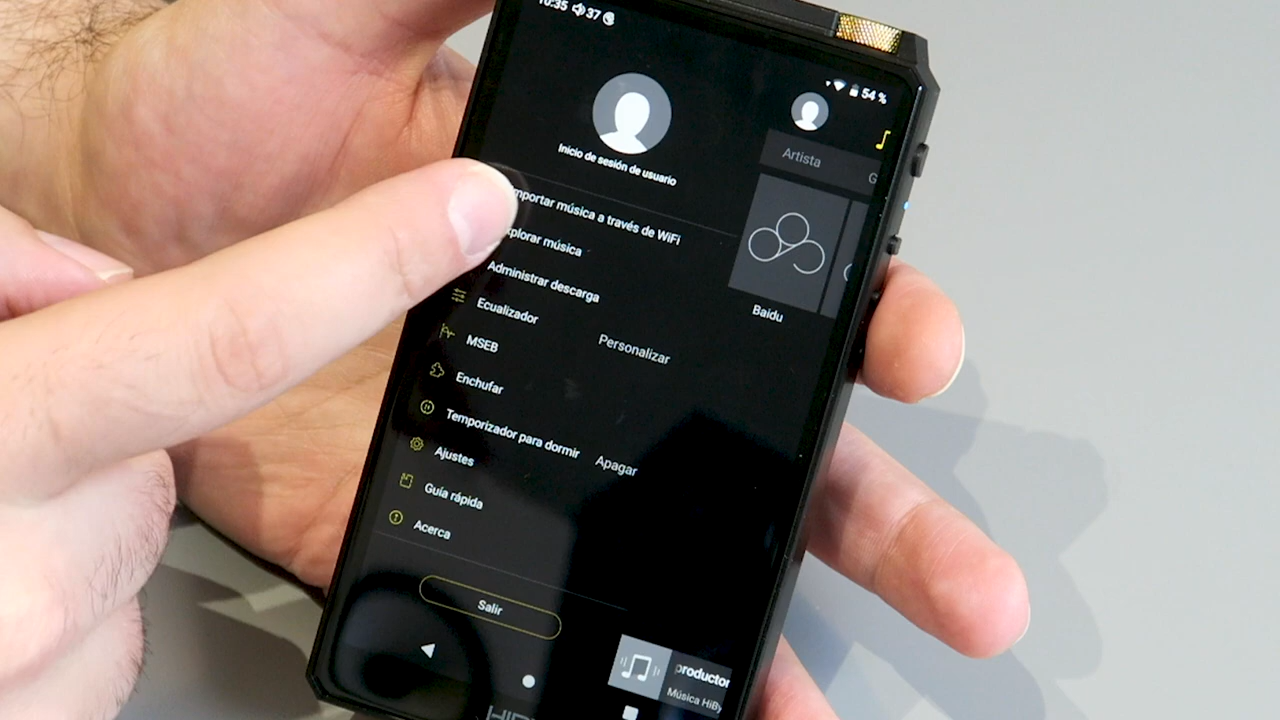 10:35 37
54 %
Inicio de sesión de usuario
Artista
G
mportar música a través de WiFi
xplorar música
Administrar descarga
Baidu
Ecualizador
MSEB
Personalizar
Enchufar
Temporizador para dormir
Apagar
Ajustes
Guía rápida
Acerca
Salir
productor
Música HiBy